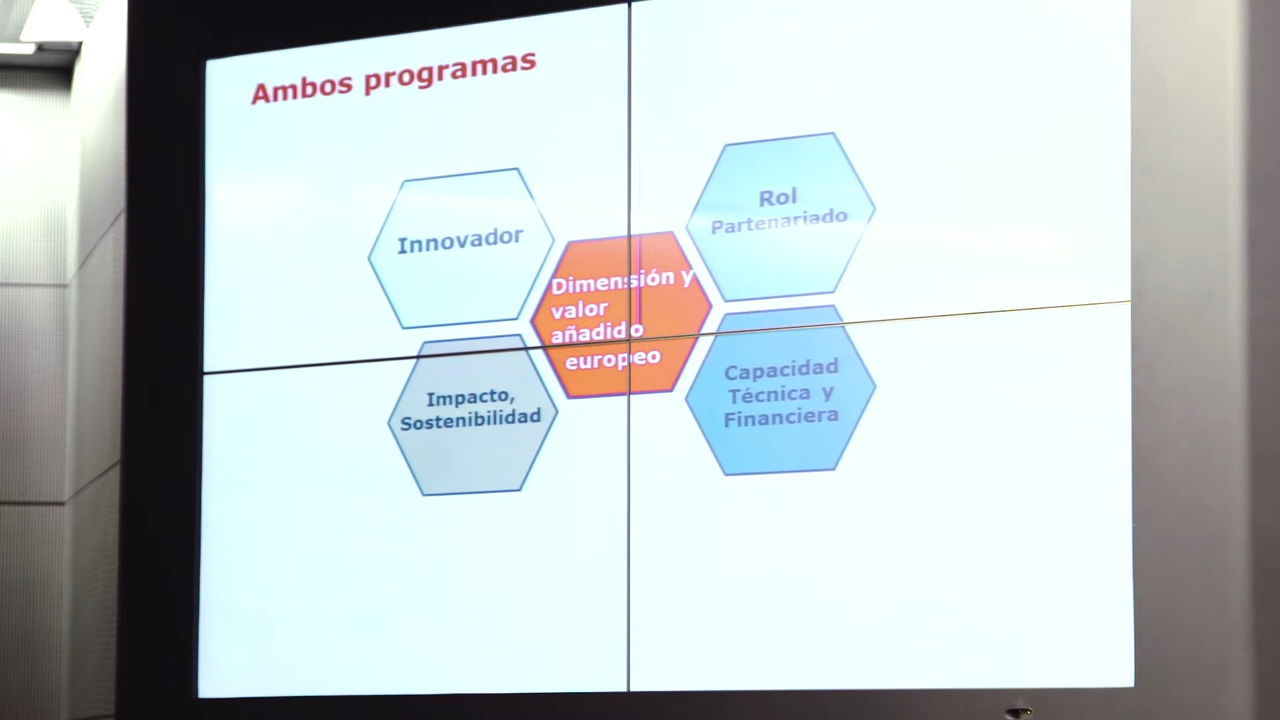 Ambos programas
Innovador
Rol
Partenariado
Dimensión y
valor
añadido
europeo
Impacto,
Sostenibilidad
Capacidad
Técnica y
Financiera